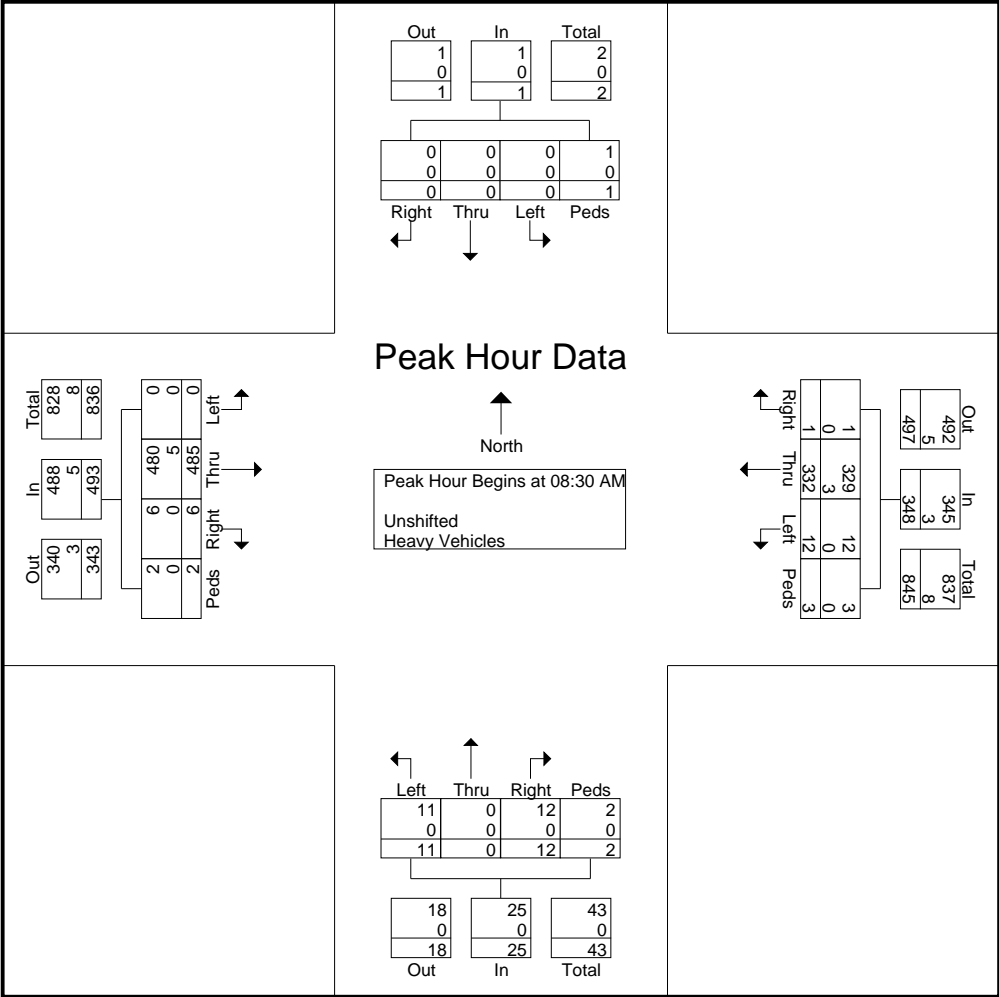 Out In Total
1 1 2
0 0 0
1 1 2
0 0 0 1
0 0 0 0
0 0 0 1
Right Thru Left Peds
Peak Hour Data
North
Peak Hour Begins at 08:30 AM
Unshifted
Heavy Vehicles
Out In Total
340 488 828
3 5 8
343 493 836
2 6 480 0
0 0 5 0
2 6 485 0
Peds Right Thru Left
Out In Total
492 345 837
5 3 8
497 348 845
1 329 12 3
0 3 0 0
1 332 12 3
Right Thru Left Peds
Left Thru Right Peds
11 0 12 2
0 0 0 0
11 0 12 2
18 25 43
0 0 0
18 25 43
Out In Total